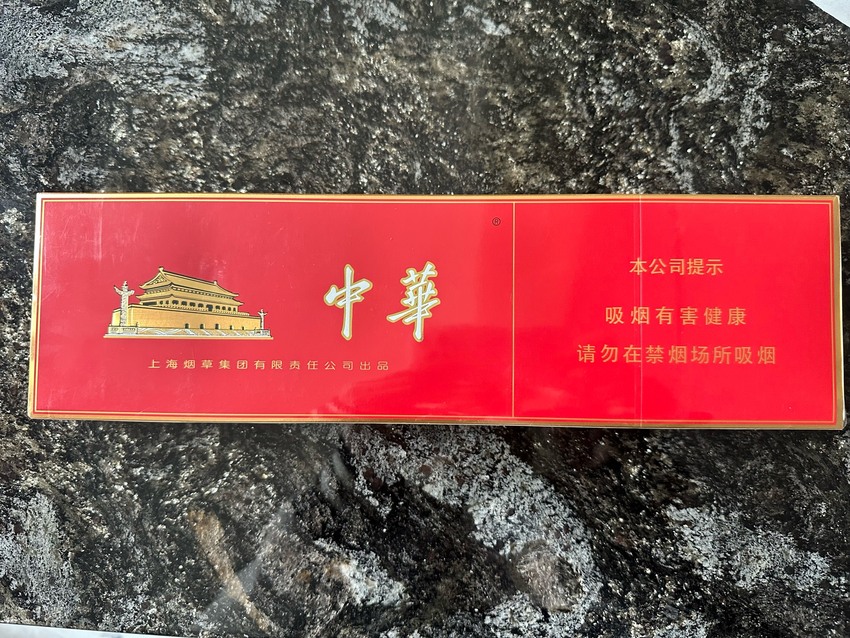 ®
中華
上海烟草集团有限责任公司出品
本公司提示
吸烟有害健康
请勿在禁烟场所吸烟